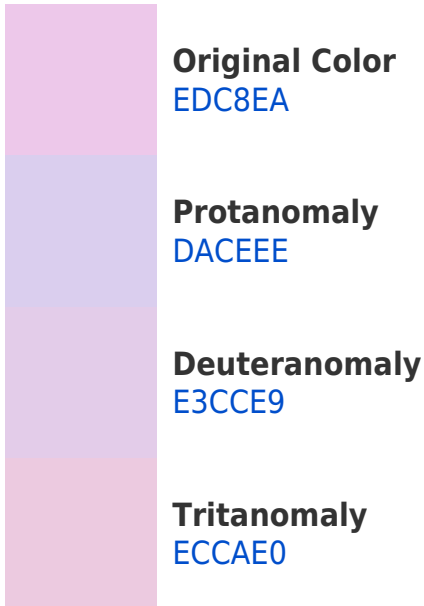 Original Color
EDC8EA
Protanomaly
DACEEE
Deuteranomaly
E3CCE9
Tritanomaly
ECCAE0